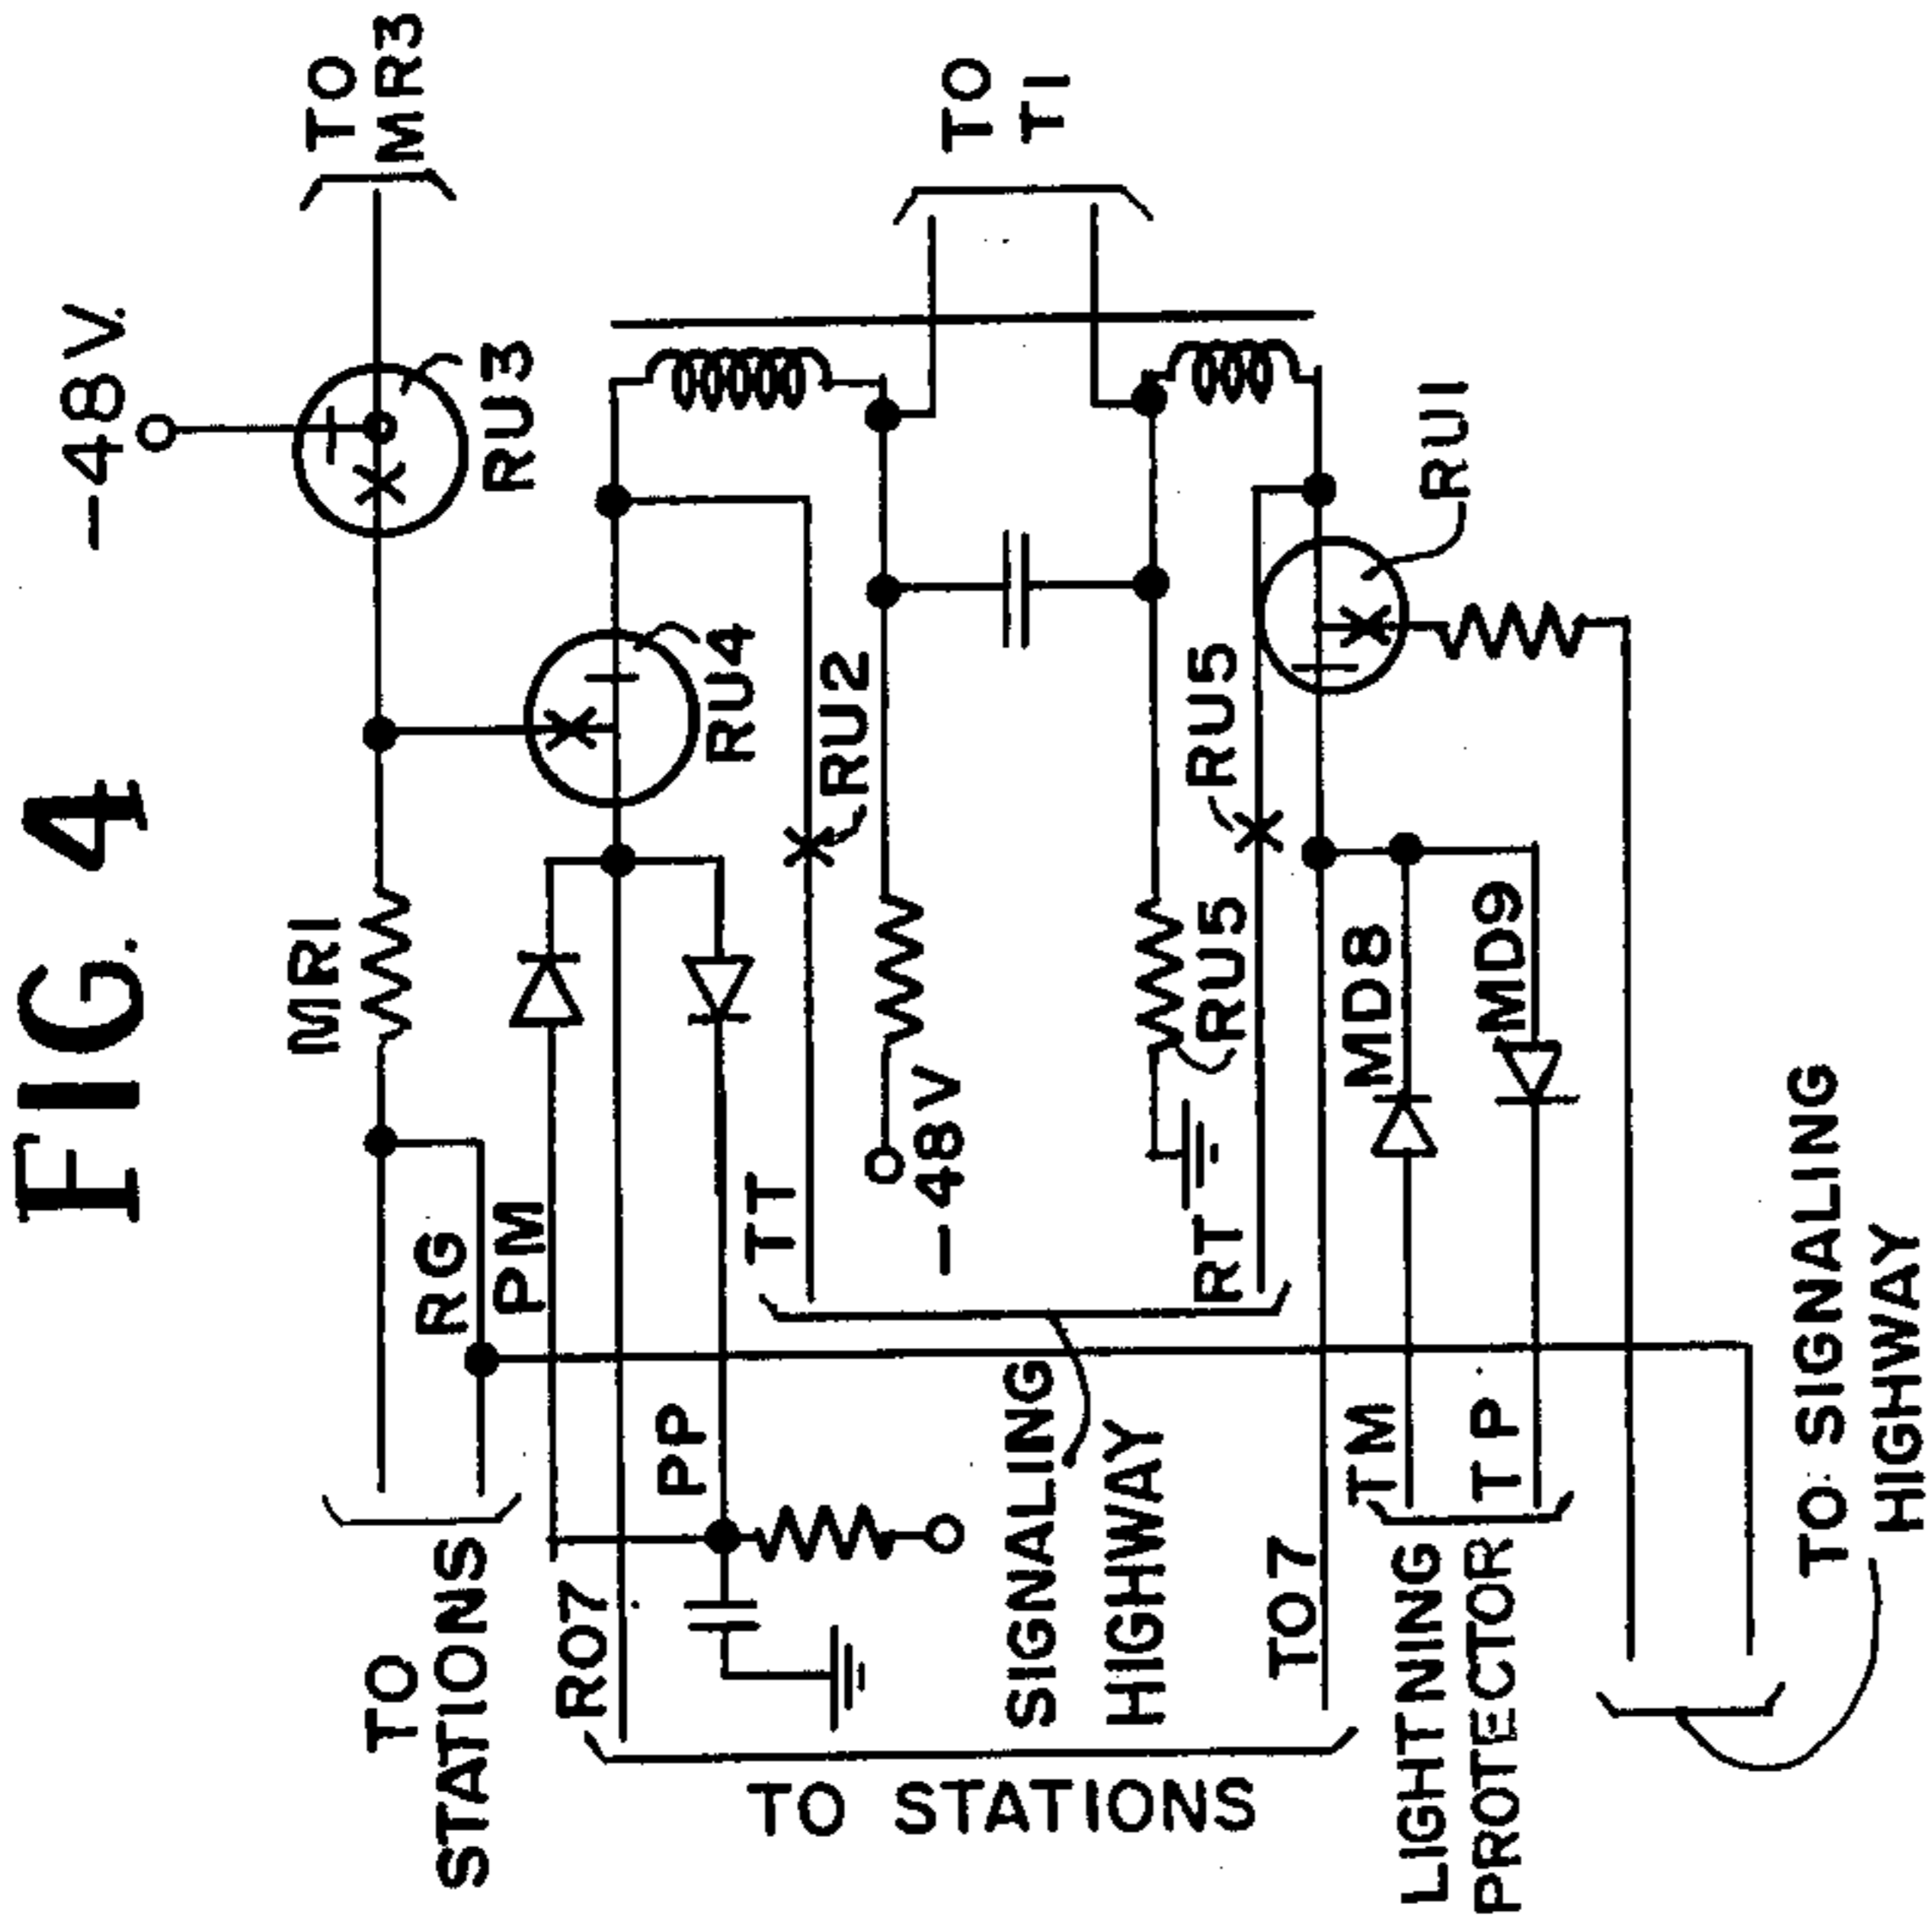 FIG. 4
-48V.
TO
MR3
RU3
MR1
RU4
RG
PM
RU2
TT
TO
T1
-48V
RU5
RU5
RT
RU1
PP
SIGNALING
HIGHWAY
MD8
MD9
TM
TP
TO
STATIONS
RO7
TO7
TO STATIONS
LIGHTNING
PROTECTOR
TO SIGNALING
HIGHWAY